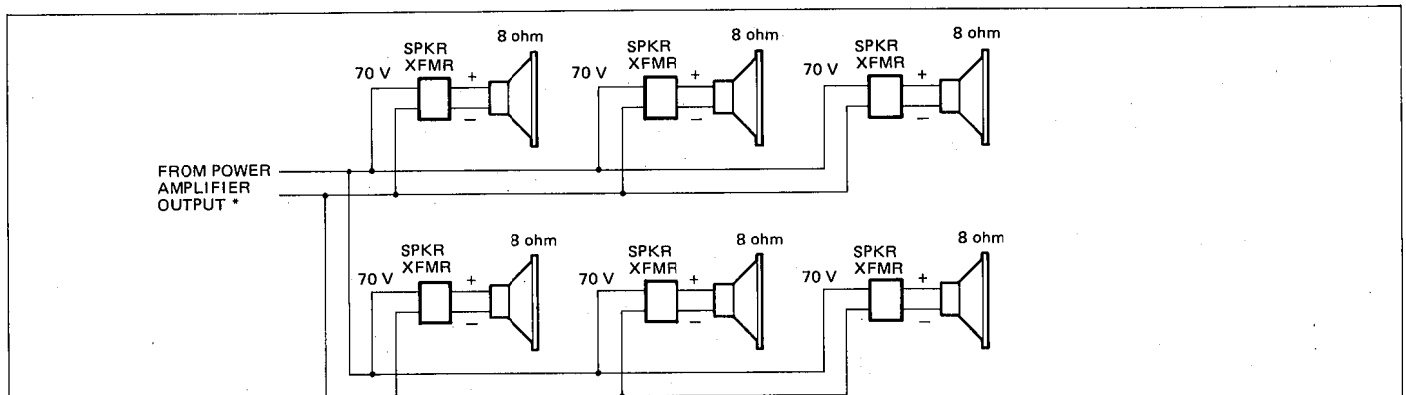 8 ohm
8 ohm
8 ohm
SPKR
XFMR
SPKR
XFMR
SPKR
XFMR
70 V
+
70 V
+
70 V
+
—
—
—
FROM POWER
AMPLIFIER
OUTPUT *
8 ohm
8 ohm
8 ohm
SPKR
XFMR
SPKR
XFMR
SPKR
XFMR
70 V
+
70 V
+
70 V
+
—
—
—